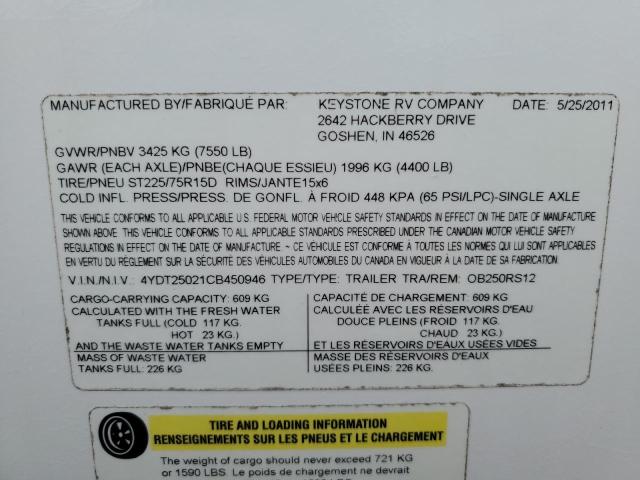 MANUFACTURED BY/FABRIQUÉ PAR: KEYSTONE RV COMPANY DATE: 5/25/2011
2642 HACKBERRY DRIVE
GOSHEN, IN 46526
GVWR/PNBV 3425 KG (7550 LB)
GAWR (EACH AXLE)/PNBE(CHAQUE ESSIEU) 1996 KG (4400 LB)
TIRE/PNEU ST225/75R15D RIMS/JANTE15x6
COLD INFL. PRESS/PRESS. DE GONFL. À FROID 448 KPA (65 PSI/LPC)-SINGLE AXLE
THIS VEHICLE CONFORMS TO ALL APPLICABLE U.S. FEDERAL MOTOR VEHICLE SAFETY STANDARDS IN EFFECT ON THE DATE OF MANUFACTURE
SHOWN ABOVE. THIS VEHICLE CONFORMS TO ALL APPLICABLE STANDARDS PRESCRIBED UNDER THE CANADIAN MOTOR VEHICLE SAFETY
REGULATIONS IN EFFECT ON THE DATE OF MANUFACTURE ~ CE VÉHICULE EST CONFORME À TOUTES LES NORMES QUI LUI SONT APPLICABLES
EN VERTU DU RÈGLEMENT SUR LA SÉCURITÉ DES VÉHICLES AUTOMOBILES DU CANADA EN VIGUEUR À LA DATE DE SA FABRICATION
V.I.N./N.I.V.: 4YDT25021CB450946 TYPE/TYPE: TRAILER TRA/REM: OB250RS12
CARGO-CARRYING CAPACITY: 609 KG
CALCULATED WITH THE FRESH WATER
TANKS FULL (COLD 117 KG.
HOT 23 KG.)
AND THE WASTE WATER TANKS EMPTY
MASS OF WASTE WATER
TANKS FULL: 226 KG
CAPACITÉ DE CHARGEMENT: 609 KG
CALCULÉE AVEC LES RÉSERVOIRS D'EAU
DOUCE PLEINS (FROID 117 KG.
CHAUD 23 KG.)
ET LES RÉSERVOIRS D'EAUX USÉES VIDES
MASSE DES RÉSERVOIRS D'EAUX
USÉES PLEINS: 226 KG.
TIRE AND LOADING INFORMATION
RENSEIGNEMENTS SUR LES PNEUS ET LE CHARGEMENT
The weight of cargo should never exceed 721 KG
or 1590 LBS. Le poids de chargement ne devrait